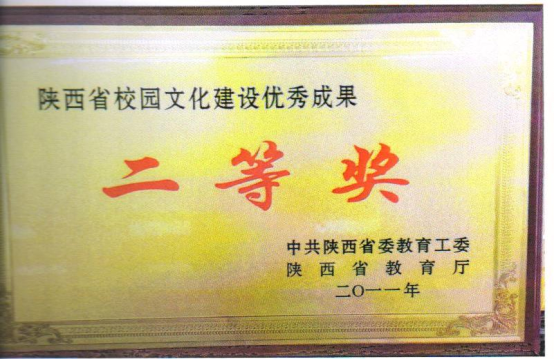 陕西省校园文化建设优秀成果
二等奖
中共陕西省委教育工委
陕西省教育厅
二〇一一年